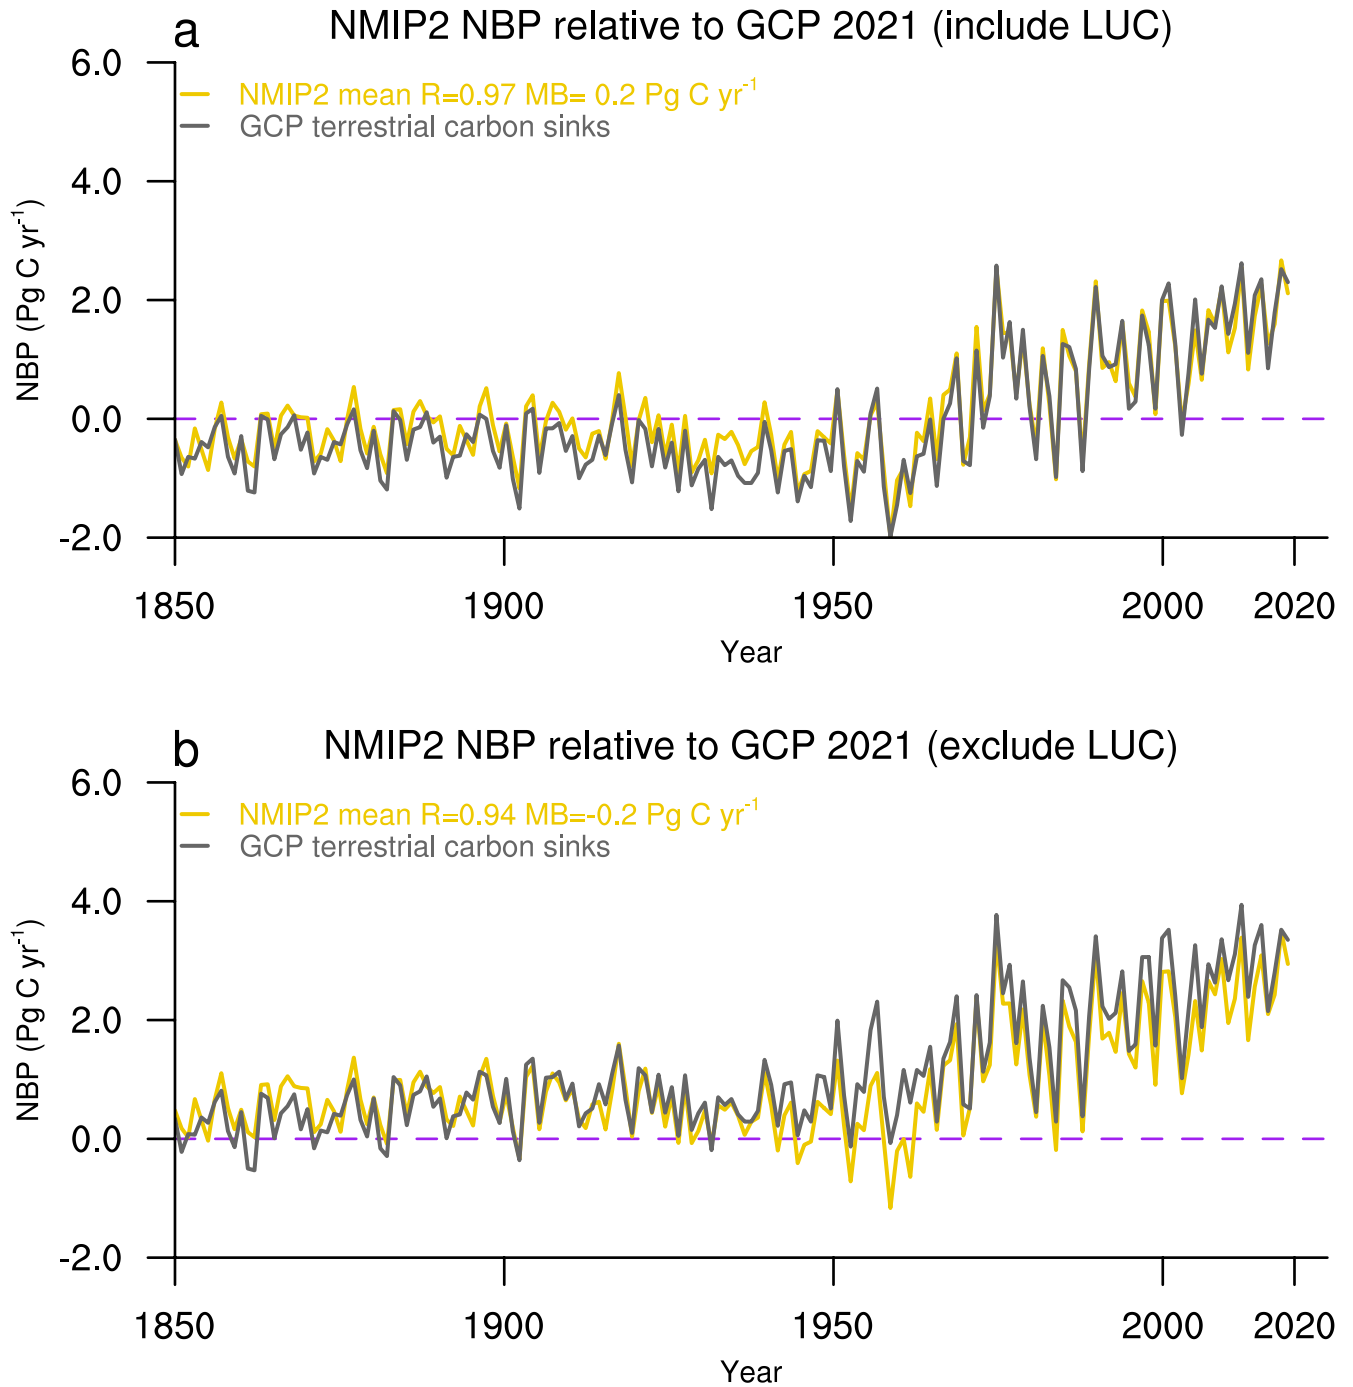 a NMIP2 NBP relative to GCP 2021 (include LUC)
6.0
NMIP2 mean R=0.97 MB= 0.2 Pg C yr⁻¹
GCP terrestrial carbon sinks
4.0
NBP (Pg C yr⁻¹)
2.0
0.0
-2.0
1850 1900 1950 2000 2020
Year
b NMIP2 NBP relative to GCP 2021 (exclude LUC)
6.0
NMIP2 mean R=0.94 MB=-0.2 Pg C yr⁻¹
GCP terrestrial carbon sinks
4.0
NBP (Pg C yr⁻¹)
2.0
0.0
-2.0
1850 1900 1950 2000 2020
Year